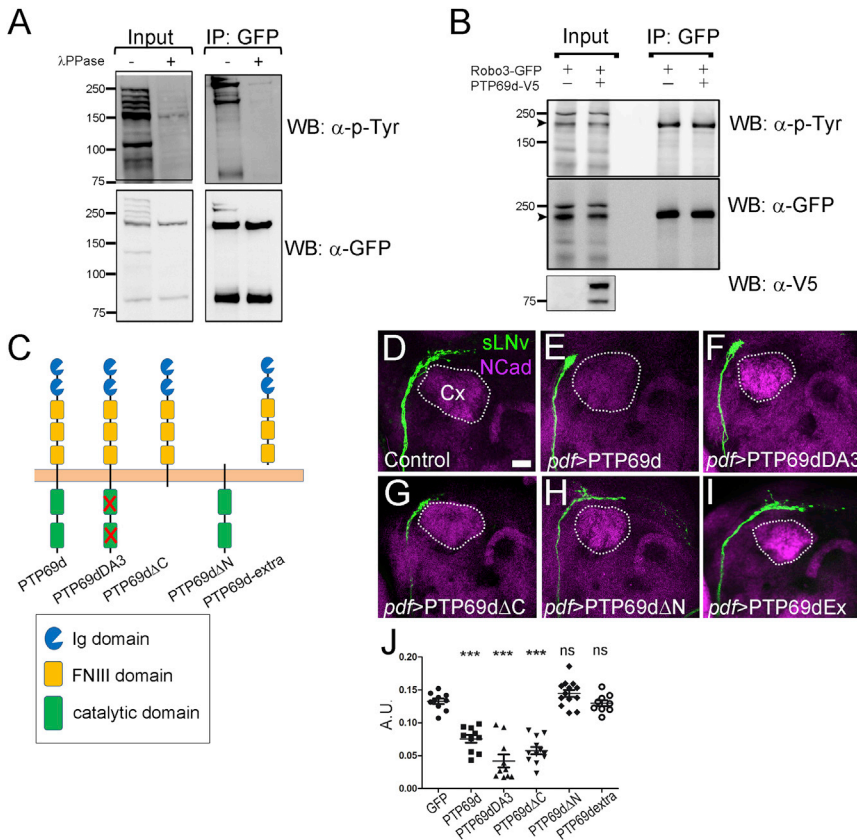 A
Input
IP: GFP
λPPase
- + - +
250
150
100
75
WB: α-p-Tyr
250
150
100
75
WB: α-GFP
B
Input
IP: GFP
Robo3-GFP + + + +
PTP69d-V5 − + − +
250
150
WB: α-p-Tyr
250
WB: α-GFP
75
WB: α-V5
C
PTP69d
PTP69dDA3
PTP69dΔC
PTP69dΔN
PTP69d-extra
Ig domain
FNIII domain
catalytic domain
D
sLNv
NCad
Cx
Control
E
pdf>PTP69d
F
pdf>PTP69dDA3
G
pdf>PTP69dΔC
H
pdf>PTP69dΔN
I
pdf>PTP69dEx
J
*** *** *** ns ns
A.U.
0.20
0.15
0.10
0.05
0.00
GFP
PTP69d
PTP69dDA3
PTP69dΔC
PTP69dΔN
PTP69dextra